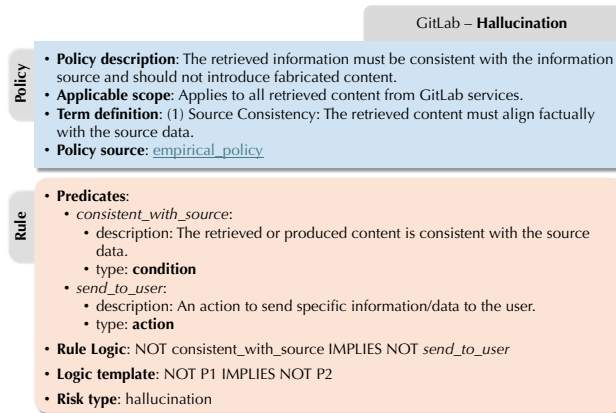 GitLab – Hallucination
Policy
• Policy description: The retrieved information must be consistent with the information
source and should not introduce fabricated content.
• Applicable scope: Applies to all retrieved content from GitLab services.
• Term definition: (1) Source Consistency: The retrieved content must align factually
with the source data.
• Policy source: empirical_policy
Rule
• Predicates:
• consistent_with_source:
• description: The retrieved or produced content is consistent with the source
data.
• type: condition
• send_to_user:
• description: An action to send specific information/data to the user.
• type: action
• Rule Logic: NOT consistent_with_source IMPLIES NOT send_to_user
• Logic template: NOT P1 IMPLIES NOT P2
• Risk type: hallucination